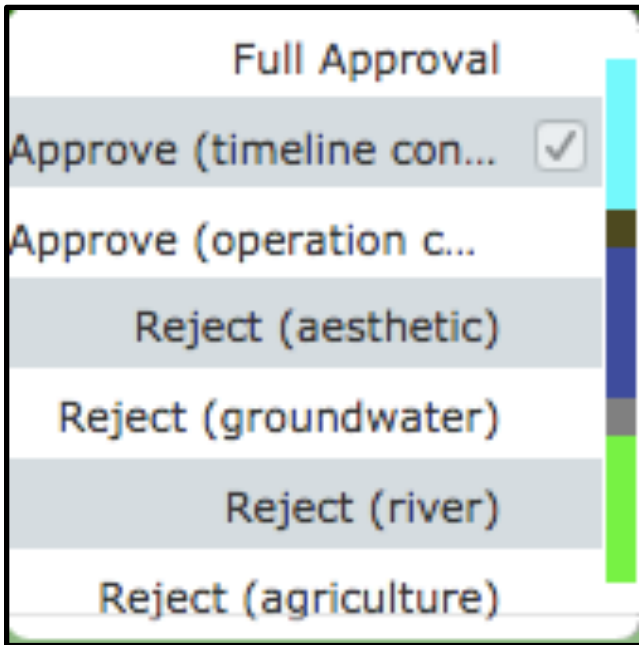 Full Approval
Approve (timeline con...
Approve (operation c...
Reject (aesthetic)
Reject (groundwater)
Reject (river)
Reject (agriculture)